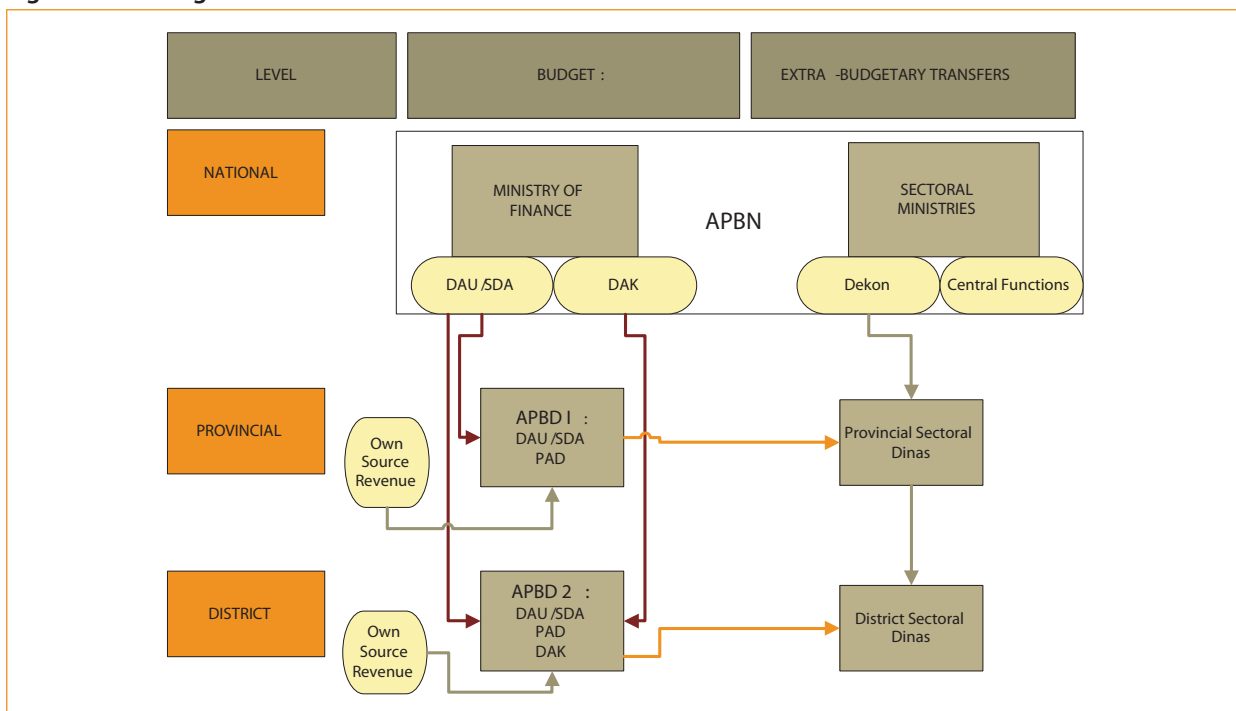 LEVEL
BUDGET :
EXTRA -BUDGETARY TRANSFERS
NATIONAL
MINISTRY OF
FINANCE
APBN
SECTORAL
MINISTRIES
DAU /SDA
DAK
Dekon
Central Functions
PROVINCIAL
Own
Source
Revenue
APBD I :
DAU /SDA
PAD
Provincial Sectoral
Dinas
DISTRICT
Own
Source
Revenue
APBD 2 :
DAU /SDA
PAD
DAK
District Sectoral
Dinas